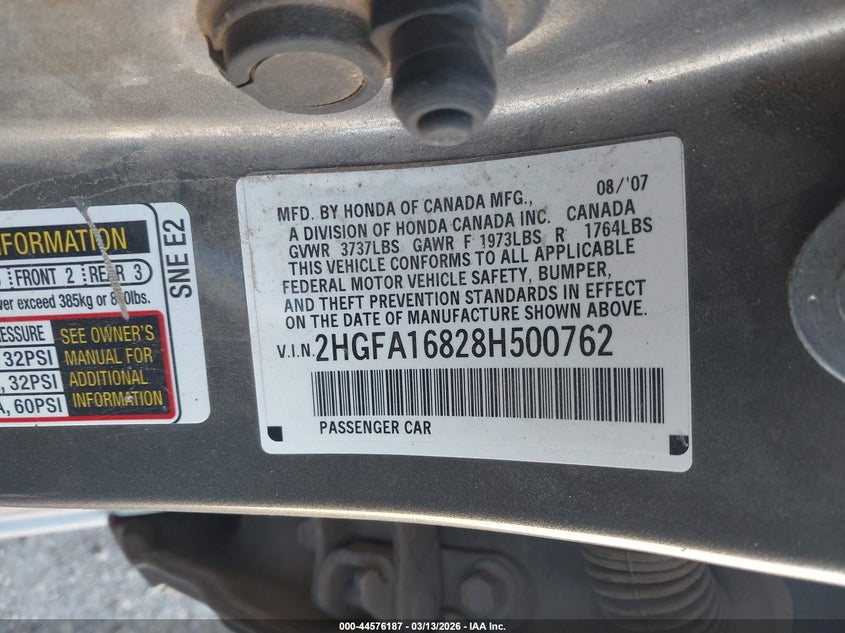 NFORMATION
FRONT 2 REAR 3
wer exceed 385kg or 850lbs.
RESSURE
SEE OWNER'S
32PSI
MANUAL FOR
, 32PSI
ADDITIONAL
A, 60PSI
INFORMATION
SNE E2
08/'07
MFD. BY HONDA OF CANADA MFG.,
A DIVISION OF HONDA CANADA INC. CANADA
GVWR 3737LBS GAWR F 1973LBS R 1764LBS
THIS VEHICLE CONFORMS TO ALL APPLICABLE
FEDERAL MOTOR VEHICLE SAFETY, BUMPER,
AND THEFT PREVENTION STANDARDS IN EFFECT
ON THE DATE OF MANUFACTURE SHOWN ABOVE.
V.I.N. 2HGFA16828H500762
PASSENGER CAR
000-44576187 - 03/13/2026 - IAA Inc.